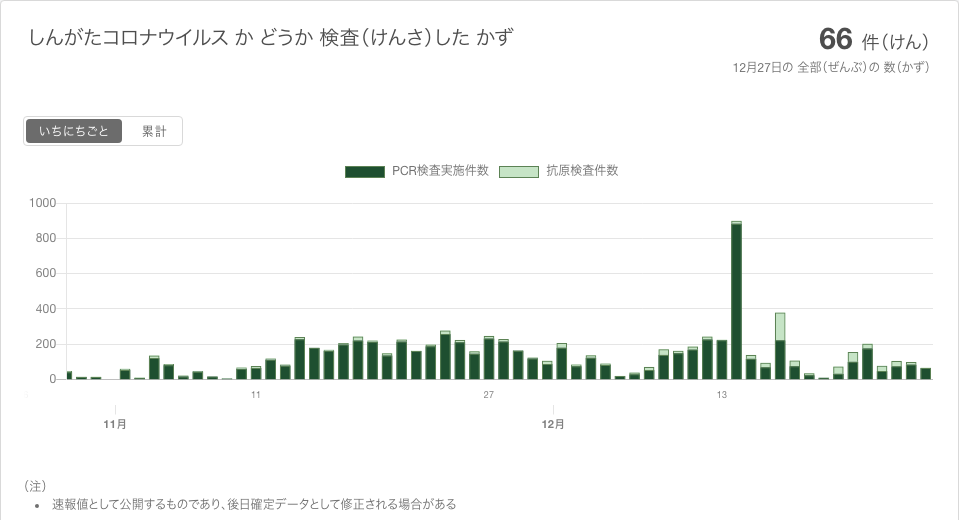 しんがたコロナウイルス か どうか 検査(けんさ)した かず
66 件(けん)
12月27日の 全部(ぜんぶ)の 数(かず)
いちにちごと 累計
PCR検査実施件数 抗原検査件数
1000
800
600
400
200
0
11 27 13
11月 12月
(注)
• 速報値として公開するものであり、後日確定データとして修正される場合がある